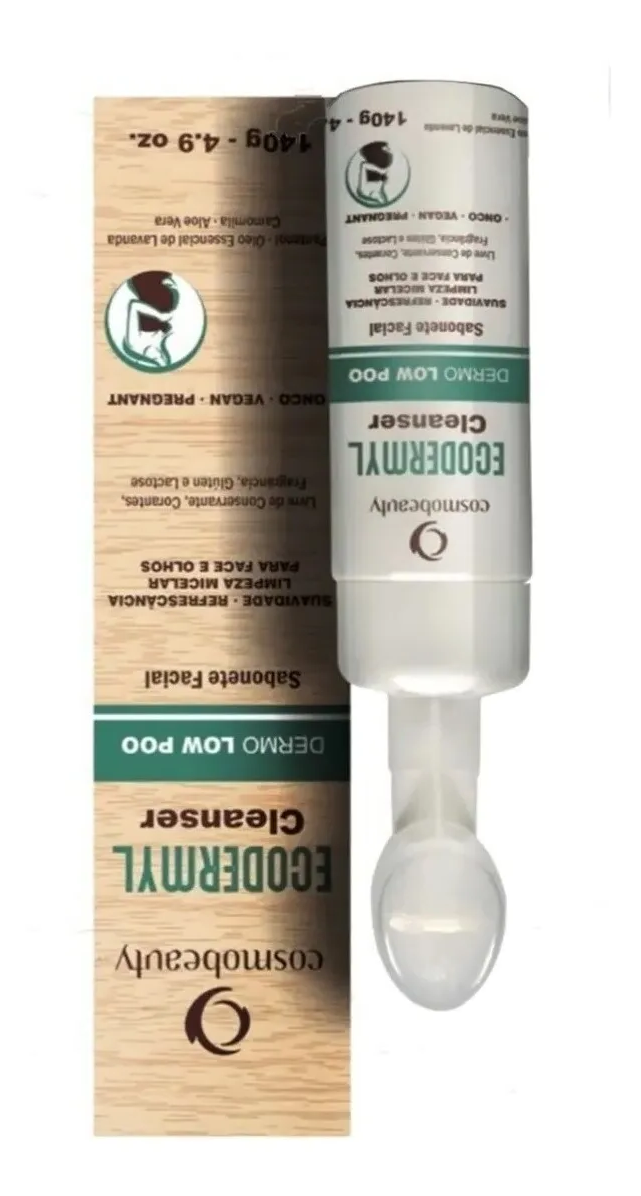 cosmobeauty
ECODERMYL
Cleanser
DERMO LOW POO
Sabonete Facial
SUAVIDADE · REFRESCÂNCIA
LIMPEZA MICELAR
PARA FACE E OLHOS
Livre de Conservante, Corantes,
Fragrância, Glúten e Lactose
ONCO · VEGAN · PREGNANT
Pantenol · Óleo Essencial de Lavanda
Camomila · Aloe Vera
140g - 4.9 oz.
cosmobeauty
ECODERMYL
Cleanser
DERMO LOW POO
Sabonete Facial
SUAVIDADE · REFRESCÂNCIA
LIMPEZA MICELAR
PARA FACE E OLHOS
Livre de Conservante, Corantes,
Fragrância, Glúten e Lactose
· ONCO · VEGAN · PREGNANT
Essencial de Lavanda
Aloe Vera
140g - 4.